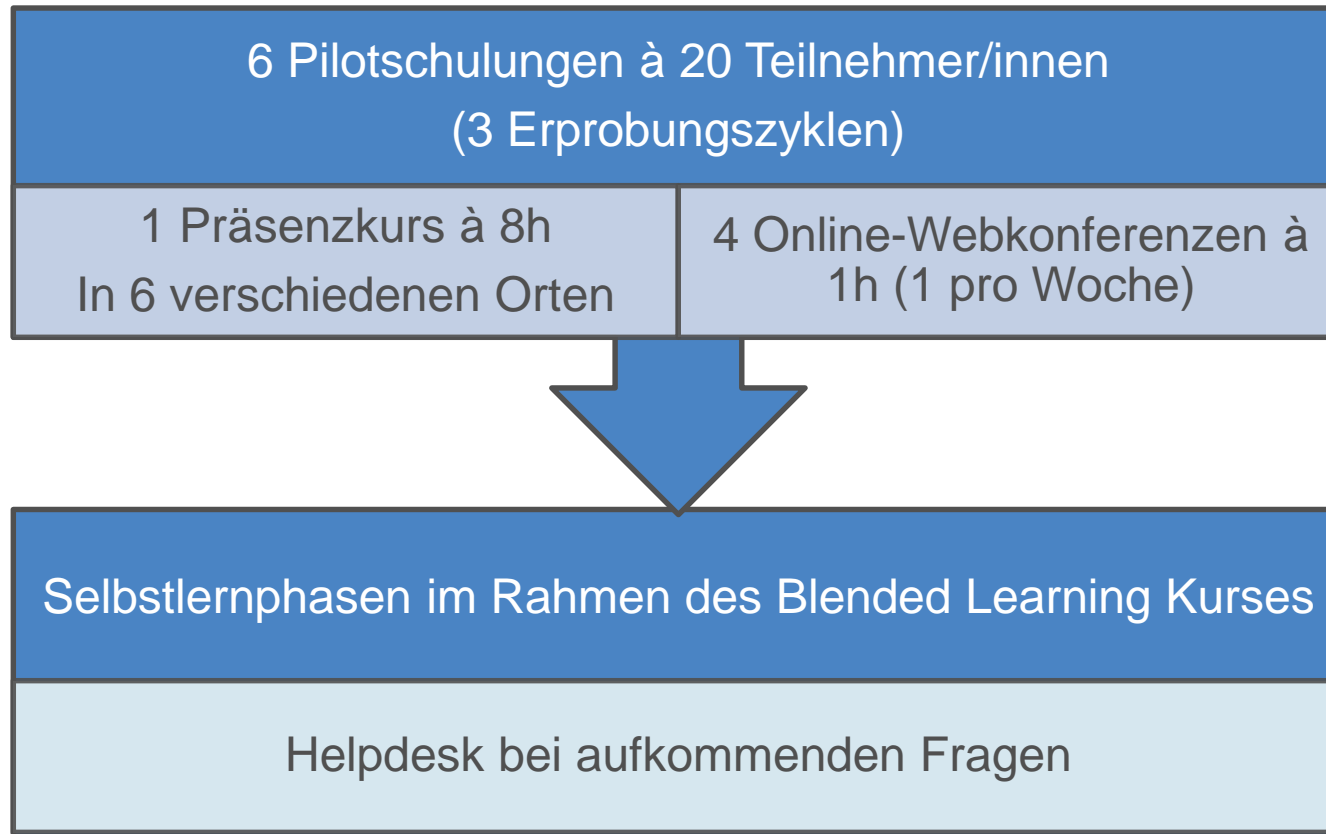 6 Pilotschulungen à 20 Teilnehmer/innen
(3 Erprobungszyklen)
1 Präsenzkurs à 8h
In 6 verschiedenen Orten
4 Online-Webkonferenzen à
1h (1 pro Woche)
Selbstlernphasen im Rahmen des Blended Learning Kurses
Helpdesk bei aufkommenden Fragen